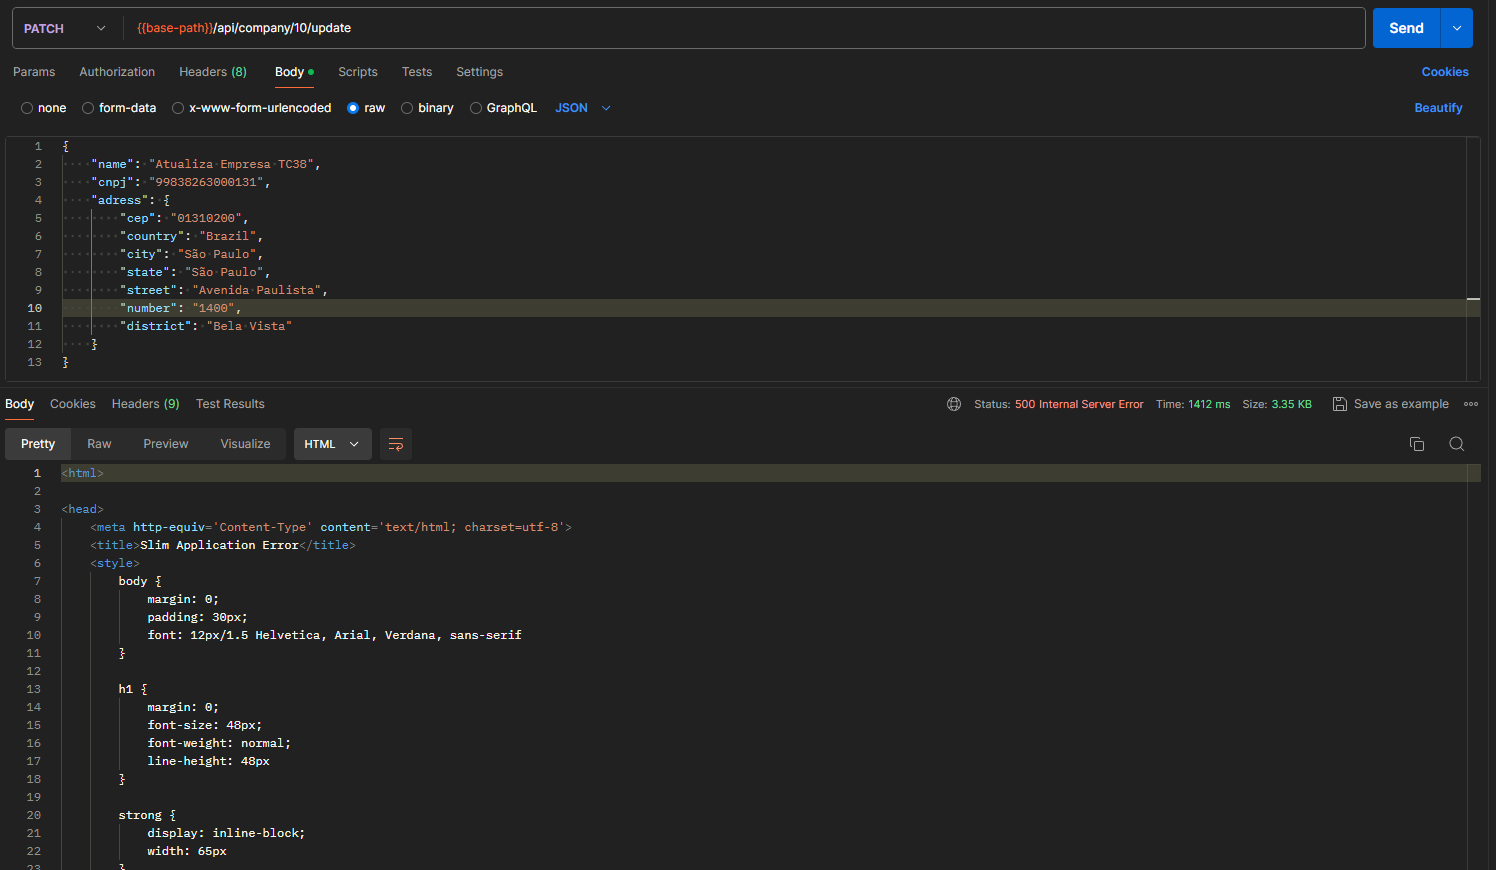 PATCH {{base-path}}/api/company/10/update Send
Params Authorization Headers (8) Body Scripts Tests Settings Cookies
none form-data x-www-form-urlencoded raw binary GraphQL JSON Beautify
1 {
2 "name": "Atualiza Empresa TC38",
3 "cnpj": "99838263000131",
4 "adress": {
5 "cep": "01310200",
6 "country": "Brazil",
7 "city": "São Paulo",
8 "state": "São Paulo",
9 "street": "Avenida Paulista",
10 "number": "1400",
11 "district": "Bela Vista"
12 }
13 }
Body Cookies Headers (9) Test Results Status: 500 Internal Server Error Time: 1412 ms Size: 3.35 KB Save as example
Pretty Raw Preview Visualize HTML
1 <html>
2
3 <head>
4 <meta http-equiv='Content-Type' content='text/html; charset=utf-8'>
5 <title>Slim Application Error</title>
6 <style>
7 body {
8 margin: 0;
9 padding: 30px;
10 font: 12px/1.5 Helvetica, Arial, Verdana, sans-serif
11 }
12
13 h1 {
14 margin: 0;
15 font-size: 48px;
16 font-weight: normal;
17 line-height: 48px
18 }
19
20 strong {
21 display: inline-block;
22 width: 65px
23 }